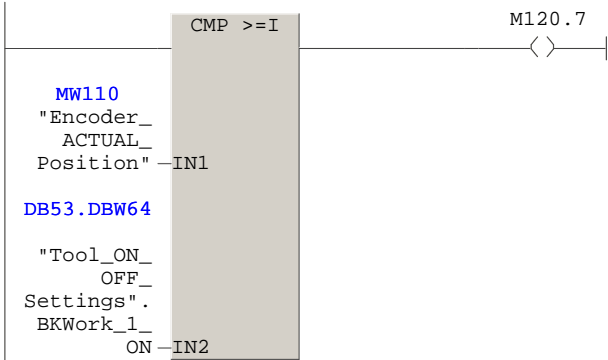 CMP >=I
M120.7
MW110
"Encoder_
ACTUAL_
Position"
IN1
DB53.DBW64
"Tool_ON_
OFF_
Settings".
BKWork_1_
ON
IN2